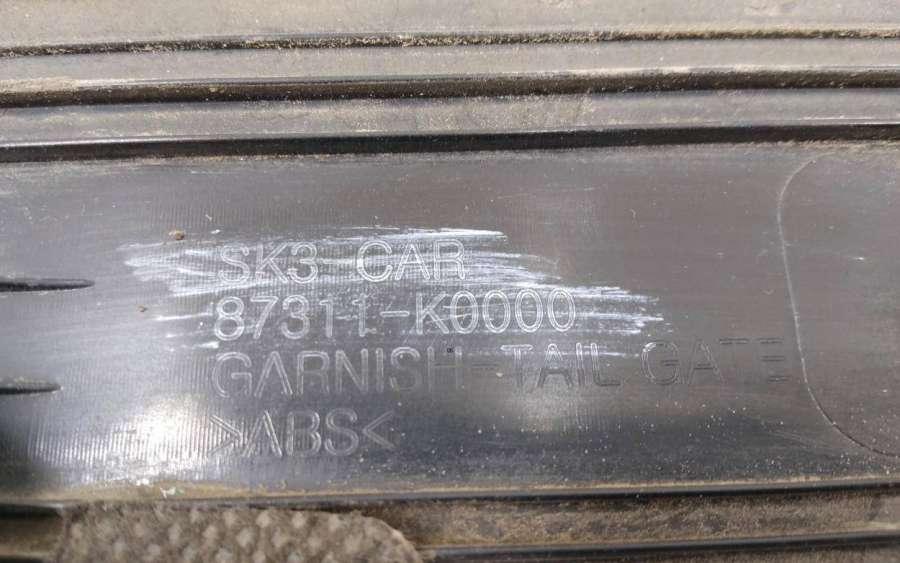 SK3 CAR
87311-K0000
GARNISH-TAIL GATE
>ABS<